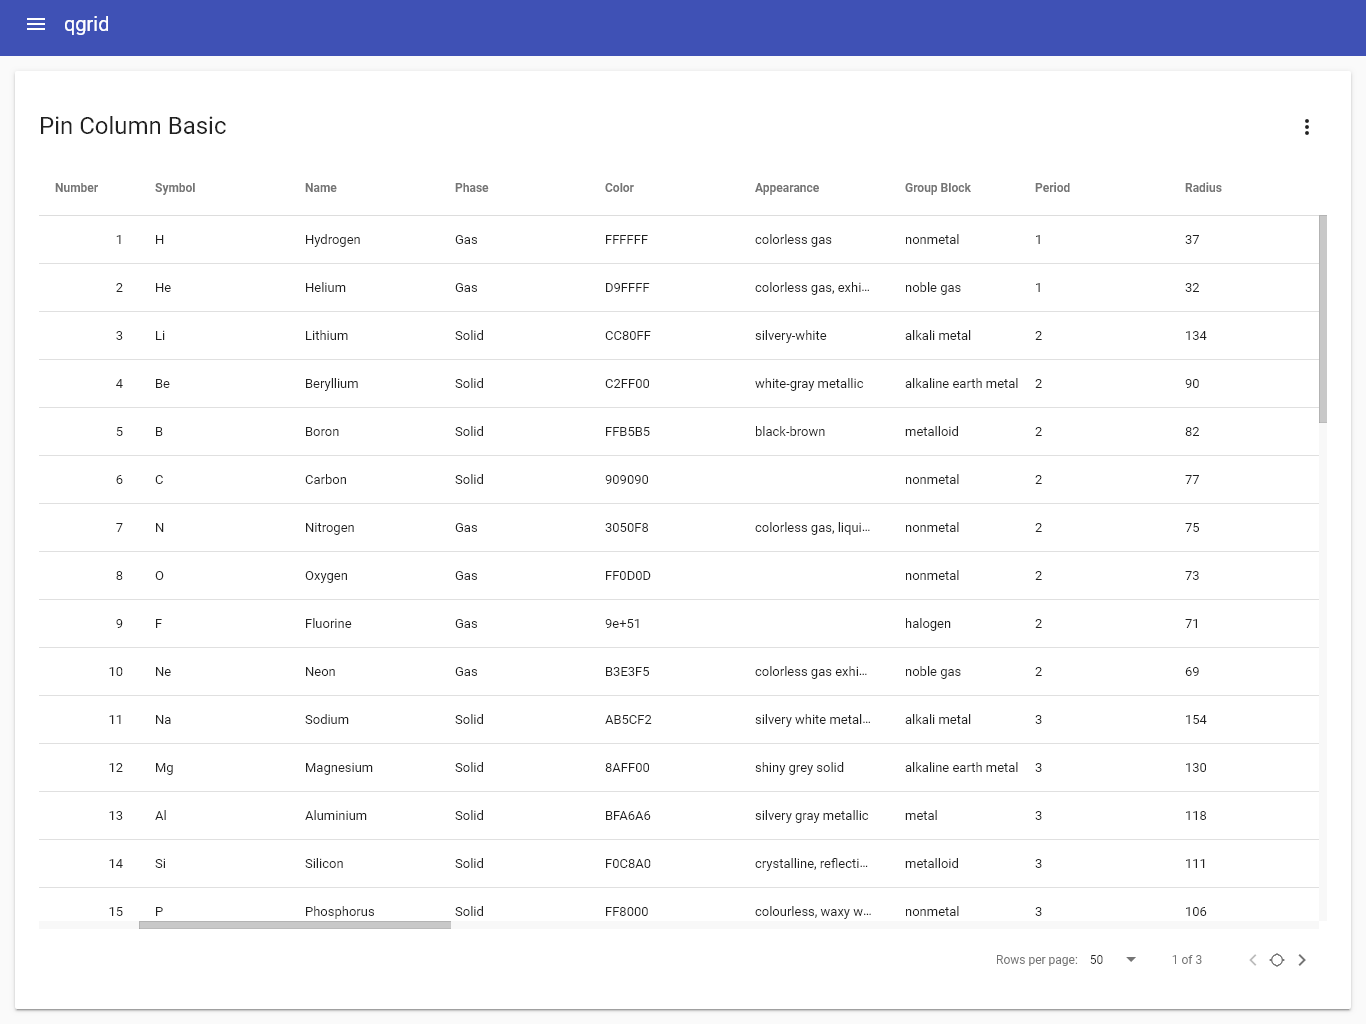 qgrid
Pin Column Basic
Number Symbol Name Phase Color Appearance Group Block Period Radius
1 H Hydrogen Gas FFFFFF colorless gas nonmetal 1 37
2 He Helium Gas D9FFFF colorless gas, exhi... noble gas 1 32
3 Li Lithium Solid CC80FF silvery-white alkali metal 2 134
4 Be Beryllium Solid C2FF00 white-gray metallic alkaline earth metal 2 90
5 B Boron Solid FFB5B5 black-brown metalloid 2 82
6 C Carbon Solid 909090 nonmetal 2 77
7 N Nitrogen Gas 3050F8 colorless gas, liqui... nonmetal 2 75
8 O Oxygen Gas FF0D0D nonmetal 2 73
9 F Fluorine Gas 9e+51 halogen 2 71
10 Ne Neon Gas B3E3F5 colorless gas exhi... noble gas 2 69
11 Na Sodium Solid AB5CF2 silvery white metal... alkali metal 3 154
12 Mg Magnesium Solid 8AFF00 shiny grey solid alkaline earth metal 3 130
13 Al Aluminium Solid BFA6A6 silvery gray metallic metal 3 118
14 Si Silicon Solid F0C8A0 crystalline, reflecti... metalloid 3 111
15 P Phosphorus Solid FF8000 colourless, waxy w... nonmetal 3 106
Rows per page: 50 1 of 3